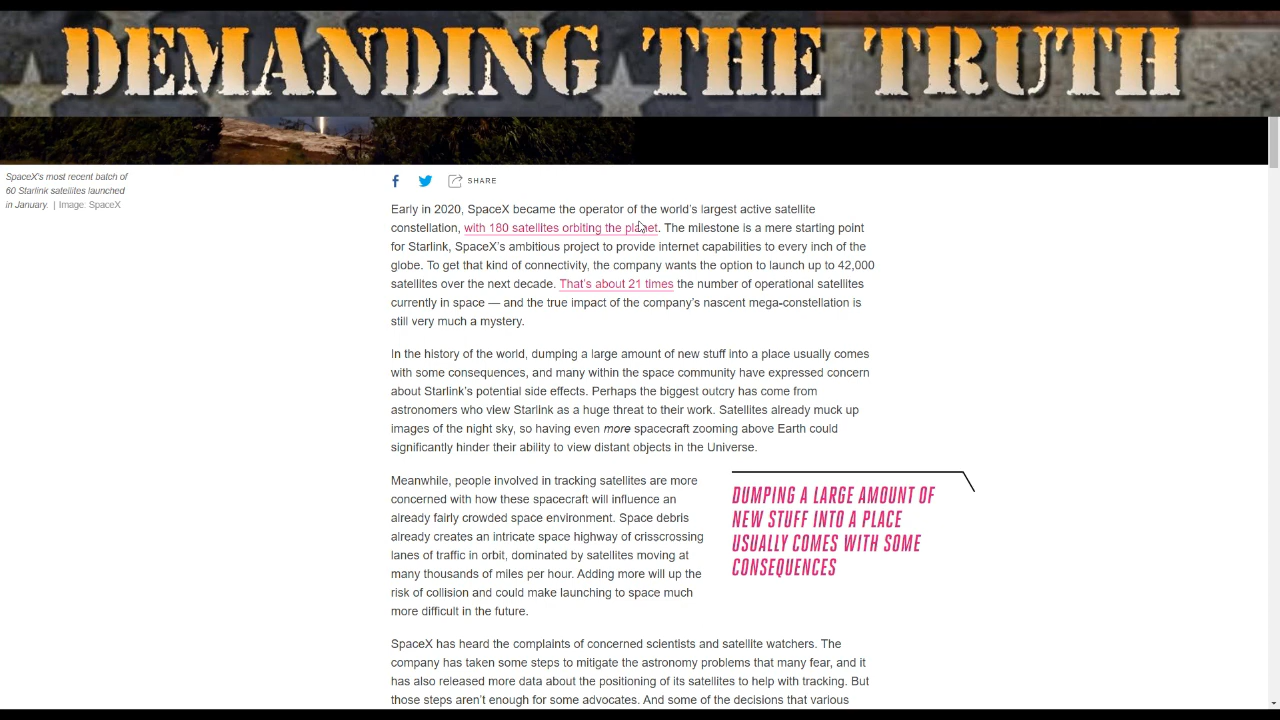 DEMANDING THE TRUTH
SpaceX's most recent batch of
60 Starlink satellites launched
in January. | Image: SpaceX
SHARE
Early in 2020, SpaceX became the operator of the world's largest active satellite
constellation, with 180 satellites orbiting the planet. The milestone is a mere starting point
for Starlink, SpaceX's ambitious project to provide internet capabilities to every inch of the
globe. To get that kind of connectivity, the company wants the option to launch up to 42,000
satellites over the next decade. That's about 21 times the number of operational satellites
currently in space — and the true impact of the company's nascent mega-constellation is
still very much a mystery.
In the history of the world, dumping a large amount of new stuff into a place usually comes
with some consequences, and many within the space community have expressed concern
about Starlink's potential side effects. Perhaps the biggest outcry has come from
astronomers who view Starlink as a huge threat to their work. Satellites already muck up
images of the night sky, so having even more spacecraft zooming above Earth could
significantly hinder their ability to view distant objects in the Universe.
Meanwhile, people involved in tracking satellites are more
concerned with how these spacecraft will influence an
already fairly crowded space environment. Space debris
already creates an intricate space highway of crisscrossing
lanes of traffic in orbit, dominated by satellites moving at
many thousands of miles per hour. Adding more will up the
risk of collision and could make launching to space much
more difficult in the future.
DUMPING A LARGE AMOUNT OF
NEW STUFF INTO A PLACE
USUALLY COMES WITH SOME
CONSEQUENCES
SpaceX has heard the complaints of concerned scientists and satellite watchers. The
company has taken some steps to mitigate the astronomy problems that many fear, and it
has also released more data about the positioning of its satellites to help with tracking. But
those steps aren't enough for some advocates. And some of the decisions that various